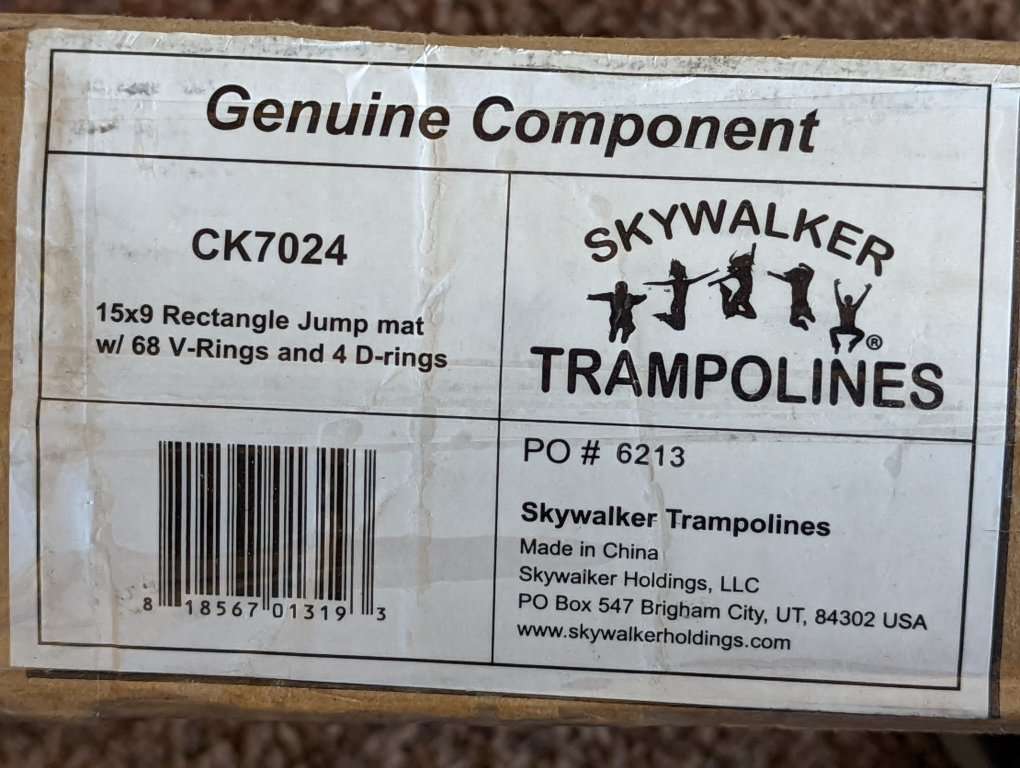 Genuine Component
CK7024
15x9 Rectangle Jump mat
w/ 68 V-Rings and 4 D-rings
8 18567 01319 3
SKYWALKER
TRAMPOLINES®
PO # 6213
Skywalker Trampolines
Made in China
Skywalker Holdings, LLC
PO Box 547 Brigham City, UT, 84302 USA
www.skywalkerholdings.com